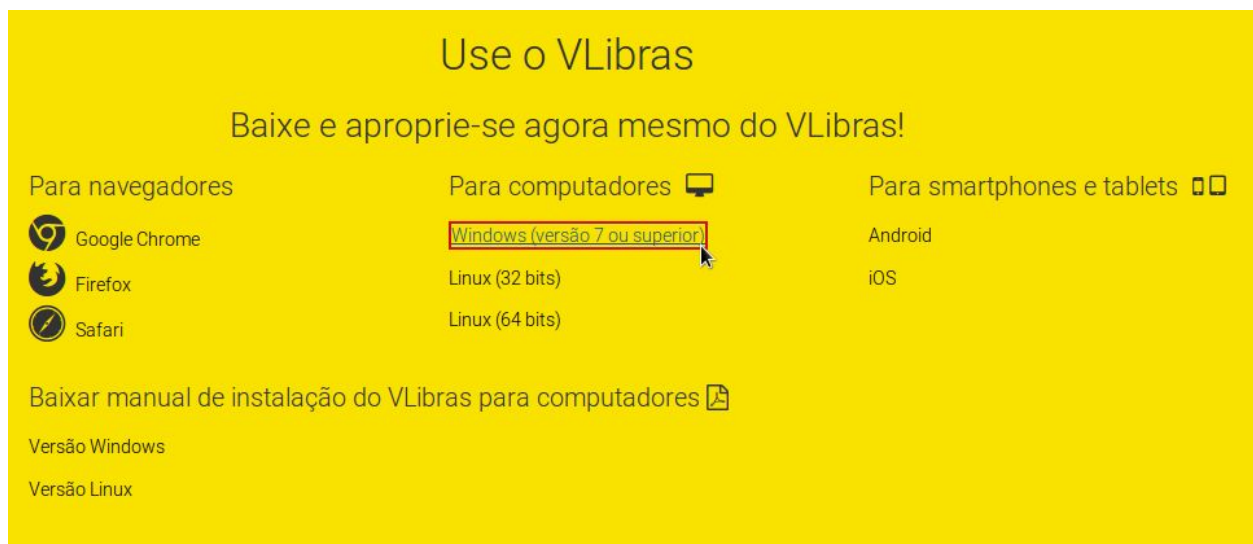 Use o VLibras
Baixe e aproprie-se agora mesmo do VLibras!
Para navegadores
Google Chrome
Firefox
Safari
Para computadores
Windows (versão 7 ou superior)
Linux (32 bits)
Linux (64 bits)
Para smartphones e tablets
Android
iOS
Baixar manual de instalação do VLibras para computadores
Versão Windows
Versão Linux